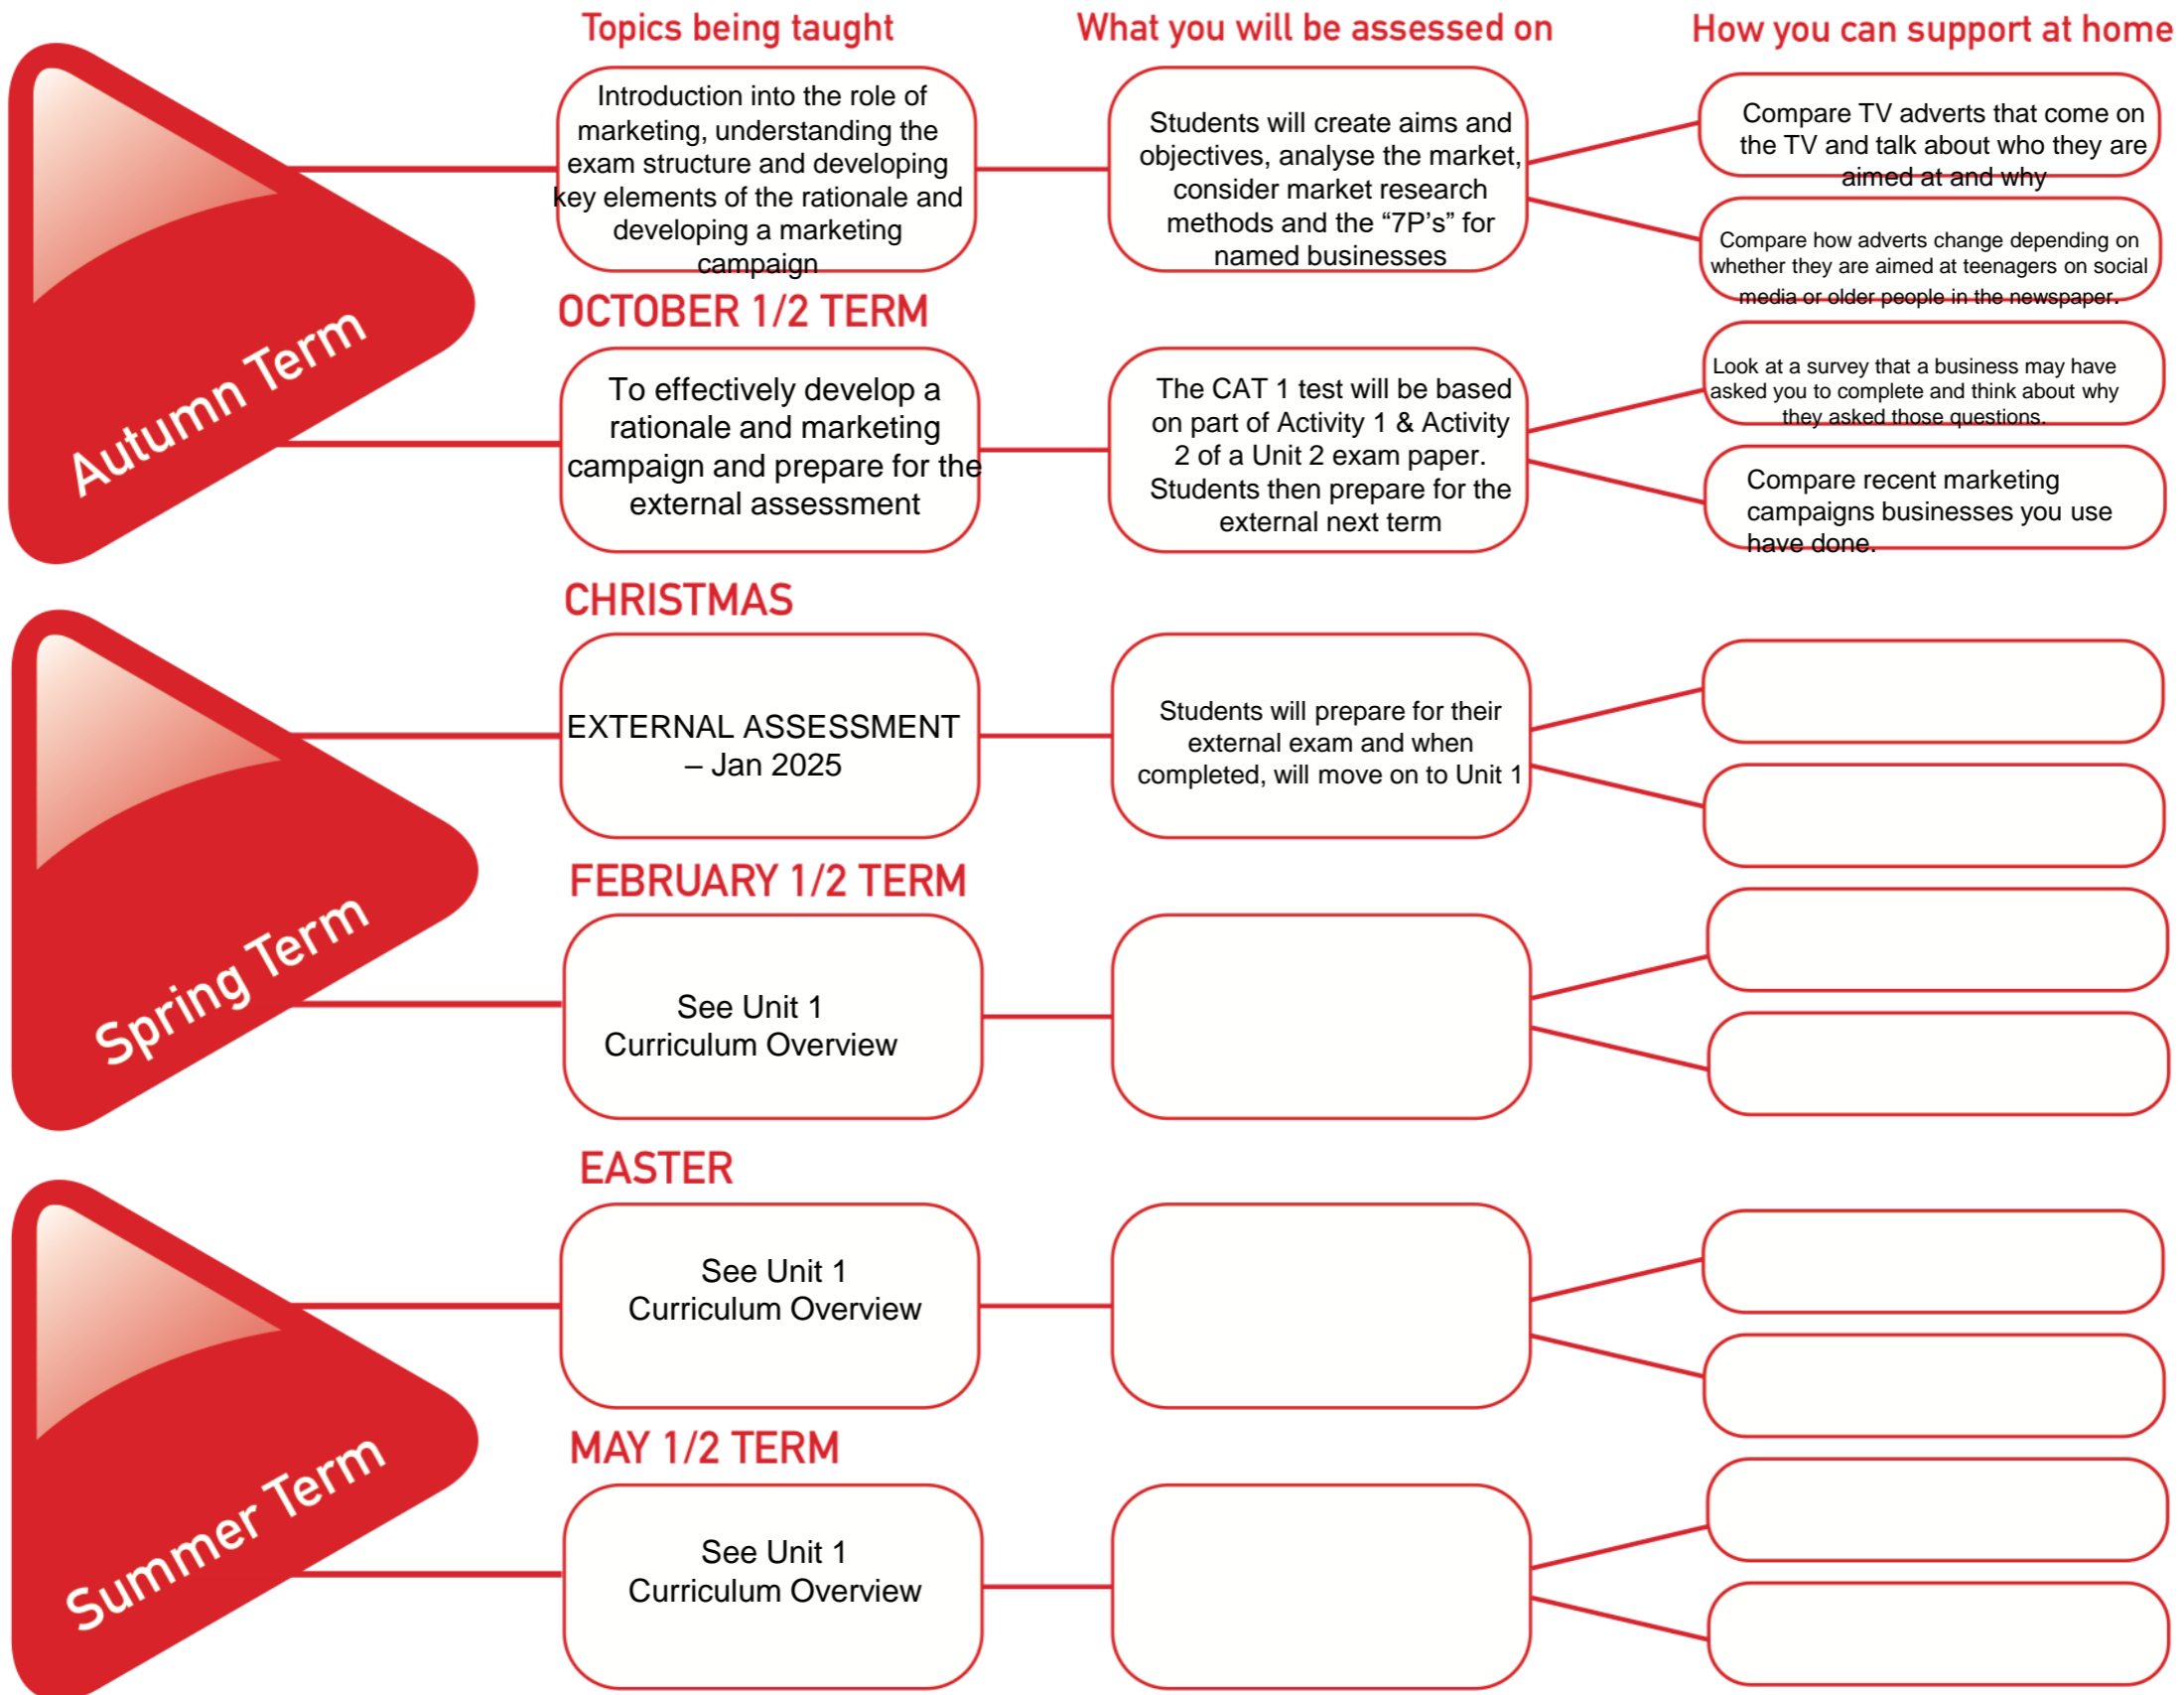 Topics being taught
What you will be assessed on
How you can support at home
Autumn Term
Introduction into the role of
marketing, understanding the
exam structure and developing
key elements of the rationale and
developing a marketing
campaign
Students will create aims and
objectives, analyse the market,
consider market research
methods and the “7P’s” for
named businesses
Compare TV adverts that come on
the TV and talk about who they are
aimed at and why
Compare how adverts change depending on
whether they are aimed at teenagers on social
media or older people in the newspaper.
OCTOBER 1/2 TERM
To effectively develop a
rationale and marketing
campaign and prepare for the
external assessment
The CAT 1 test will be based
on part of Activity 1 & Activity
2 of a Unit 2 exam paper.
Students then prepare for the
external next term
Look at a survey that a business may have
asked you to complete and think about why
they asked those questions.
Compare recent marketing
campaigns businesses you use
have done.
CHRISTMAS
Spring Term
EXTERNAL ASSESSMENT
– Jan 2025
Students will prepare for their
external exam and when
completed, will move on to Unit 1
FEBRUARY 1/2 TERM
See Unit 1
Curriculum Overview
EASTER
Summer Term
See Unit 1
Curriculum Overview
MAY 1/2 TERM
See Unit 1
Curriculum Overview